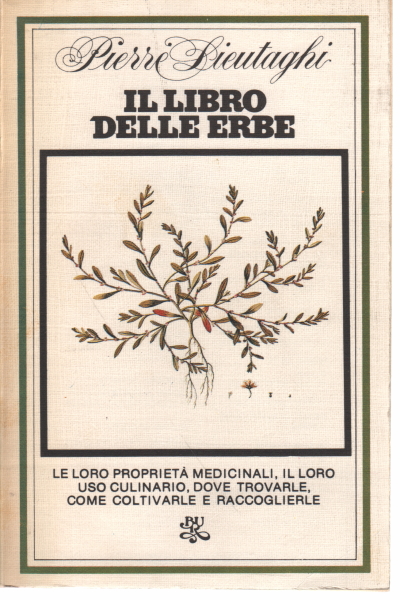 Pierre Lieutaghi
IL LIBRO
DELLE ERBE
LE LORO PROPRIETÀ MEDICINALI, IL LORO
USO CULINARIO, DOVE TROVARLE,
COME COLTIVARLE E RACCOGLIERLE
BUR